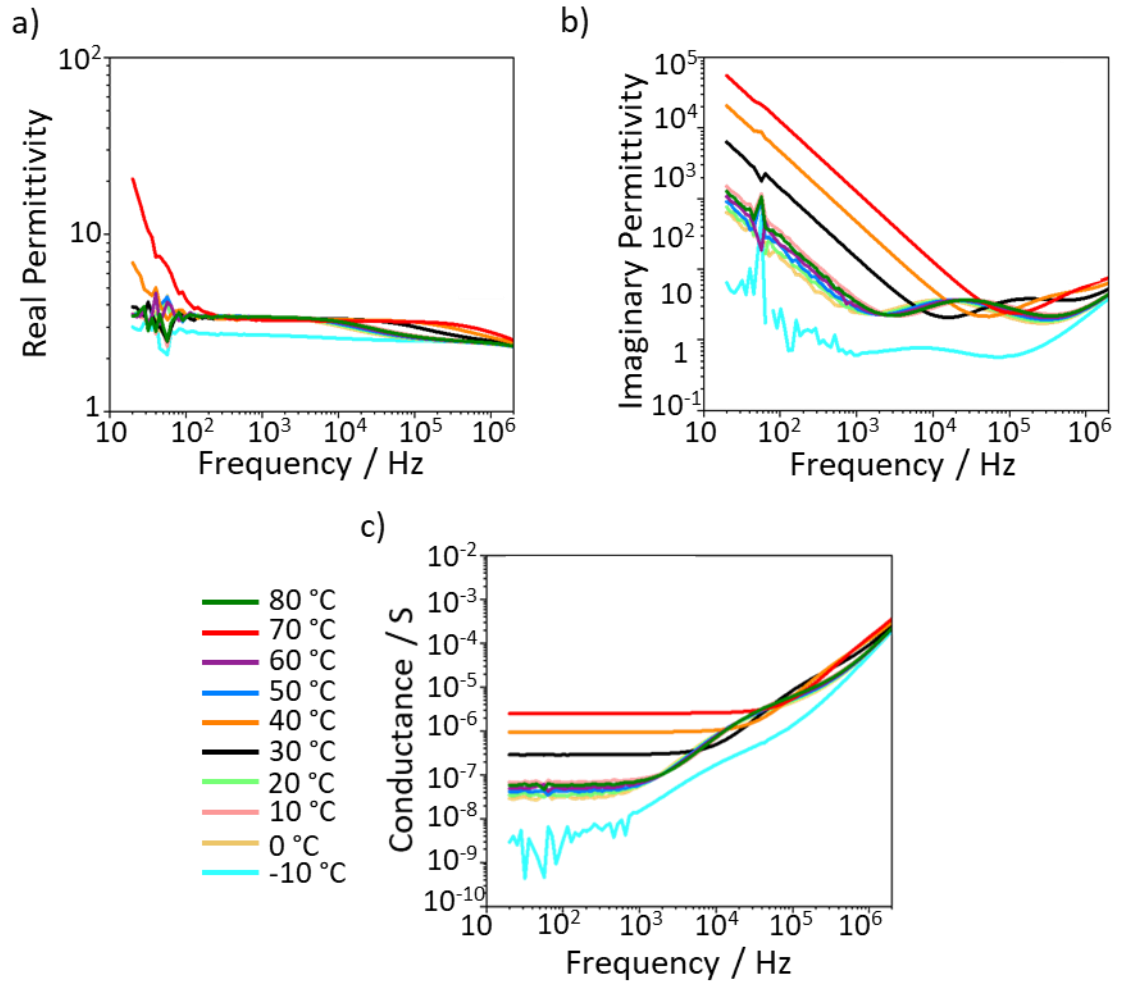 a)
Real Permittivity
10²
10
1
10 10² 10³ 10⁴ 10⁵ 10⁶
Frequency / Hz
b)
Imaginary Permittivity
10⁵
10⁴
10³
10²
10
1
10⁻¹
10 10² 10³ 10⁴ 10⁵ 10⁶
Frequency / Hz
80 °C
70 °C
60 °C
50 °C
40 °C
30 °C
20 °C
10 °C
0 °C
-10 °C
c)
Conductance / S
10⁻²
10⁻³
10⁻⁴
10⁻⁵
10⁻⁶
10⁻⁷
10⁻⁸
10⁻⁹
10⁻¹⁰
10 10² 10³ 10⁴ 10⁵ 10⁶
Frequency / Hz